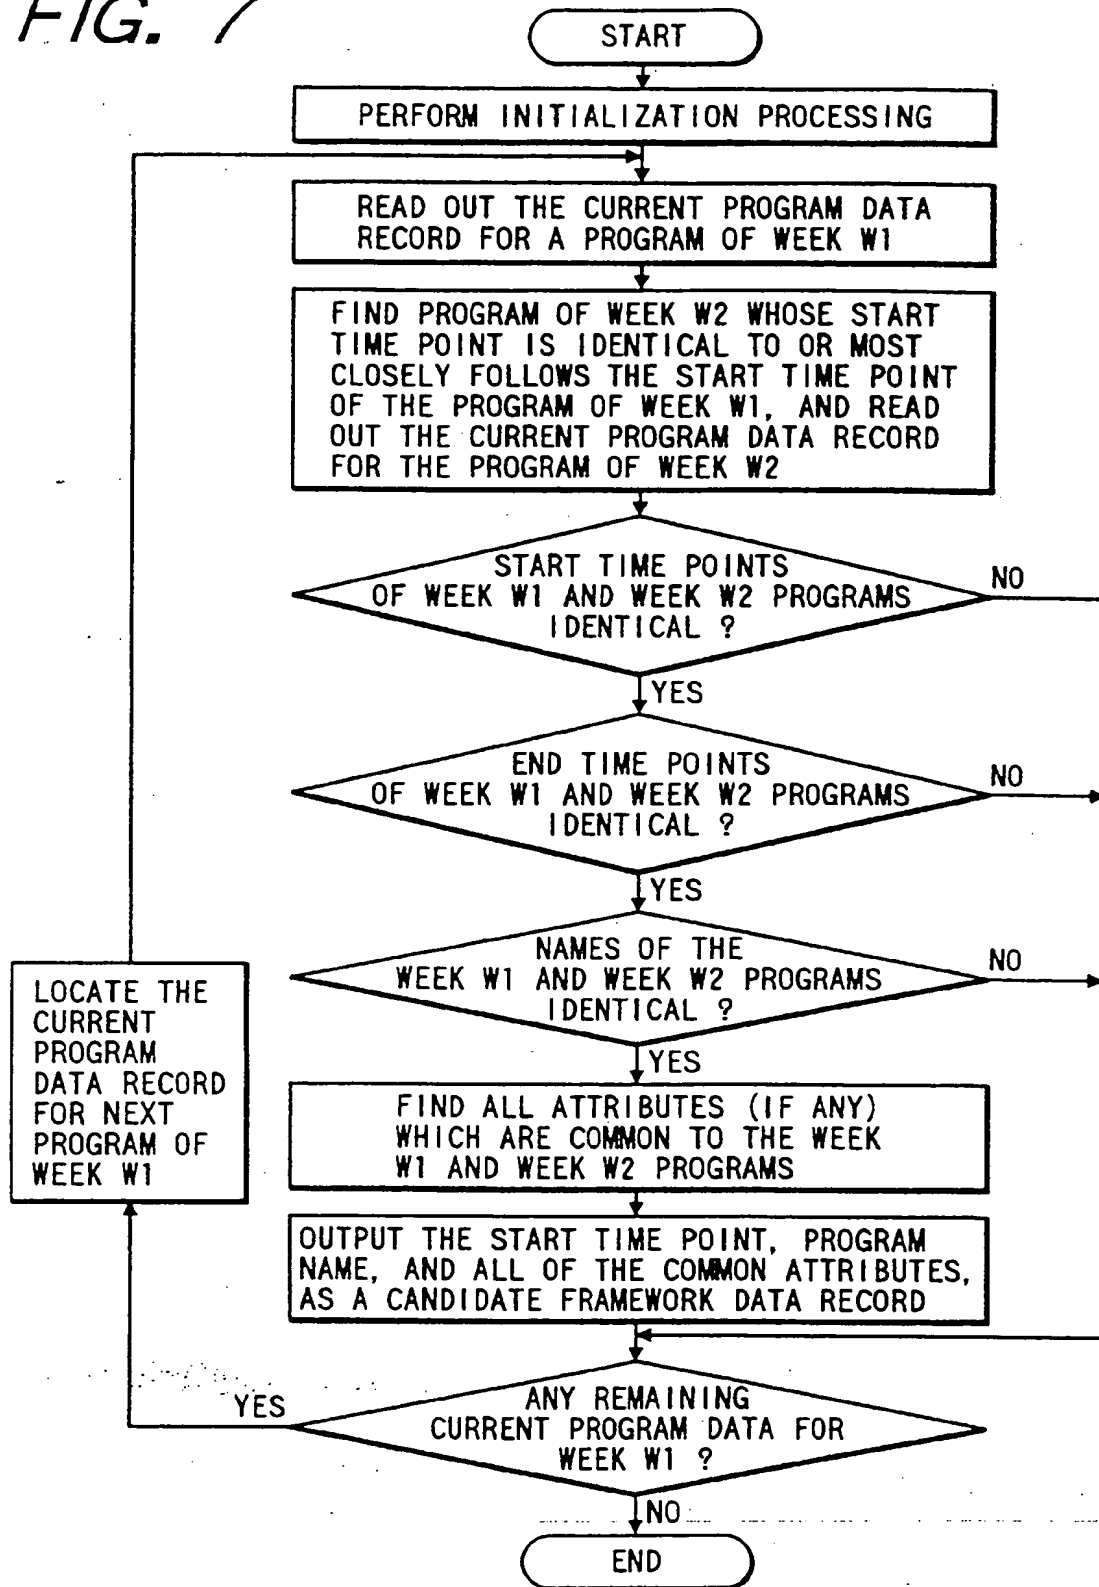 FIG. 7
START
PERFORM INITIALIZATION PROCESSING
READ OUT THE CURRENT PROGRAM DATA
RECORD FOR A PROGRAM OF WEEK W1
FIND PROGRAM OF WEEK W2 WHOSE START
TIME POINT IS IDENTICAL TO OR MOST
CLOSELY FOLLOWS THE START TIME POINT
OF THE PROGRAM OF WEEK W1, AND READ
OUT THE CURRENT PROGRAM DATA RECORD
FOR THE PROGRAM OF WEEK W2
START TIME POINTS
OF WEEK W1 AND WEEK W2 PROGRAMS
IDENTICAL ?
NO
YES
END TIME POINTS
OF WEEK W1 AND WEEK W2 PROGRAMS
IDENTICAL ?
NO
YES
NAMES OF THE
WEEK W1 AND WEEK W2 PROGRAMS
IDENTICAL ?
NO
YES
LOCATE THE
CURRENT
PROGRAM
DATA RECORD
FOR NEXT
PROGRAM OF
WEEK W1
FIND ALL ATTRIBUTES (IF ANY)
WHICH ARE COMMON TO THE WEEK
W1 AND WEEK W2 PROGRAMS
OUTPUT THE START TIME POINT, PROGRAM
NAME, AND ALL OF THE COMMON ATTRIBUTES,
AS A CANDIDATE FRAMEWORK DATA RECORD
ANY REMAINING
CURRENT PROGRAM DATA FOR
WEEK W1 ?
YES
NO
END